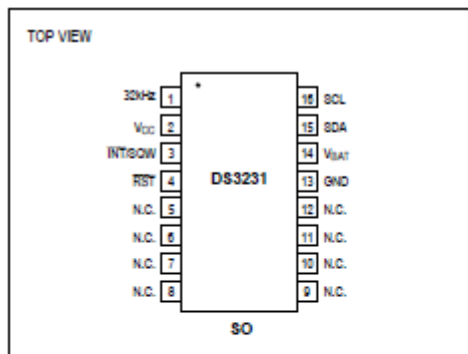 TOP VIEW
32kHz 1 16 SCL
VCC 2 15 SDA
INT/SQW 3 14 VBAT
RST 4 DS3231 13 GND
N.C. 5 12 N.C.
N.C. 6 11 N.C.
N.C. 7 10 N.C.
N.C. 8 9 N.C.
SO